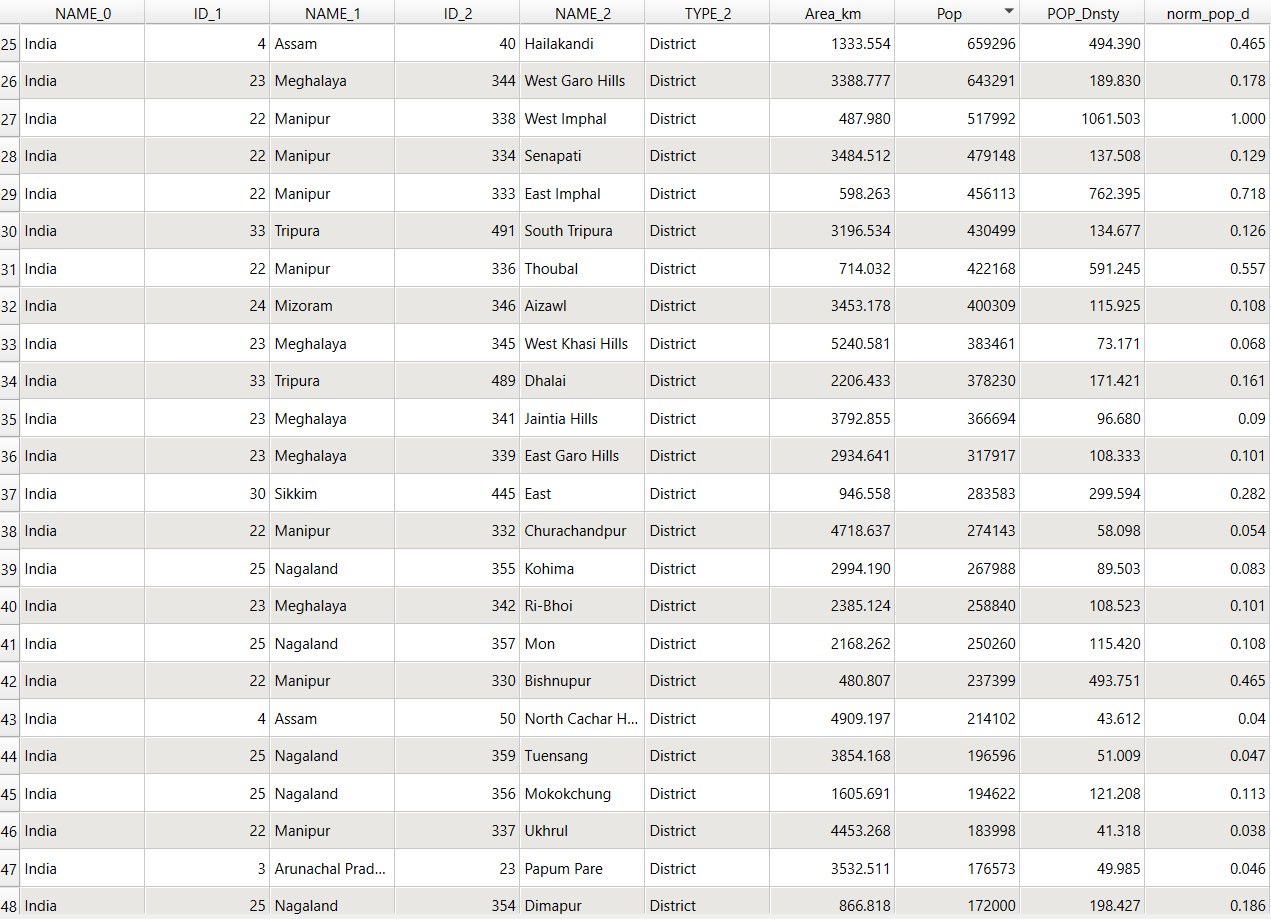 NAME_0 ID_1 NAME_1 ID_2 NAME_2 TYPE_2 Area_km Pop POP_Dnsty norm_pop_d
25 India 4 Assam 40 Hailakandi District 1333.554 659296 494.390 0.465
26 India 23 Meghalaya 344 West Garo Hills District 3388.777 643291 189.830 0.178
27 India 22 Manipur 338 West Imphal District 487.980 517992 1061.503 1.000
28 India 22 Manipur 334 Senapati District 3484.512 479148 137.508 0.129
29 India 22 Manipur 333 East Imphal District 598.263 456113 762.395 0.718
30 India 33 Tripura 491 South Tripura District 3196.534 430499 134.677 0.126
31 India 22 Manipur 336 Thoubal District 714.032 422168 591.245 0.557
32 India 24 Mizoram 346 Aizawl District 3453.178 400309 115.925 0.108
33 India 23 Meghalaya 345 West Khasi Hills District 5240.581 383461 73.171 0.068
34 India 33 Tripura 489 Dhalai District 2206.433 378230 171.421 0.161
35 India 23 Meghalaya 341 Jaintia Hills District 3792.855 366694 96.680 0.09
36 India 23 Meghalaya 339 East Garo Hills District 2934.641 317917 108.333 0.101
37 India 30 Sikkim 445 East District 946.558 283583 299.594 0.282
38 India 22 Manipur 332 Churachandpur District 4718.637 274143 58.098 0.054
39 India 25 Nagaland 355 Kohima District 2994.190 267988 89.503 0.083
40 India 23 Meghalaya 342 Ri-Bhoi District 2385.124 258840 108.523 0.101
41 India 25 Nagaland 357 Mon District 2168.262 250260 115.420 0.108
42 India 22 Manipur 330 Bishnupur District 480.807 237399 493.751 0.465
43 India 4 Assam 50 North Cachar H... District 4909.197 214102 43.612 0.04
44 India 25 Nagaland 359 Tuensang District 3854.168 196596 51.009 0.047
45 India 25 Nagaland 356 Mokokchung District 1605.691 194622 121.208 0.113
46 India 22 Manipur 337 Ukhrul District 4453.268 183998 41.318 0.038
47 India 3 Arunachal Prad... 23 Papum Pare District 3532.511 176573 49.985 0.046
48 India 25 Nagaland 354 Dimapur District 866.818 172000 198.427 0.186